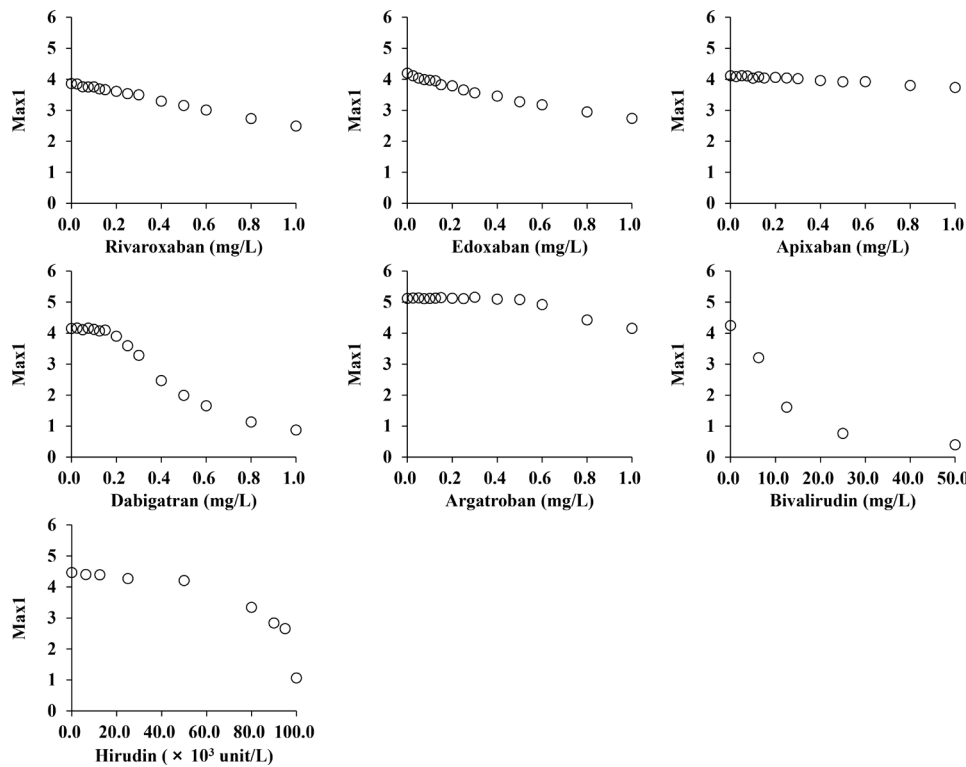 6
5
4
3
2
1
0
Max1
0.0 0.2 0.4 0.6 0.8 1.0
Rivaroxaban (mg/L)
6
5
4
3
2
1
0
Max1
0.0 0.2 0.4 0.6 0.8 1.0
Edoxaban (mg/L)
6
5
4
3
2
1
0
Max1
0.0 0.2 0.4 0.6 0.8 1.0
Apixaban (mg/L)
6
5
4
3
2
1
0
Max1
0.0 0.2 0.4 0.6 0.8 1.0
Dabigatran (mg/L)
6
5
4
3
2
1
0
Max1
0.0 0.2 0.4 0.6 0.8 1.0
Argatroban (mg/L)
6
5
4
3
2
1
0
Max1
0.0 10.0 20.0 30.0 40.0 50.0
Bivalirudin (mg/L)
6
5
4
3
2
1
0
Max1
0.0 20.0 40.0 60.0 80.0 100.0
Hirudin ( × 10³ unit/L)